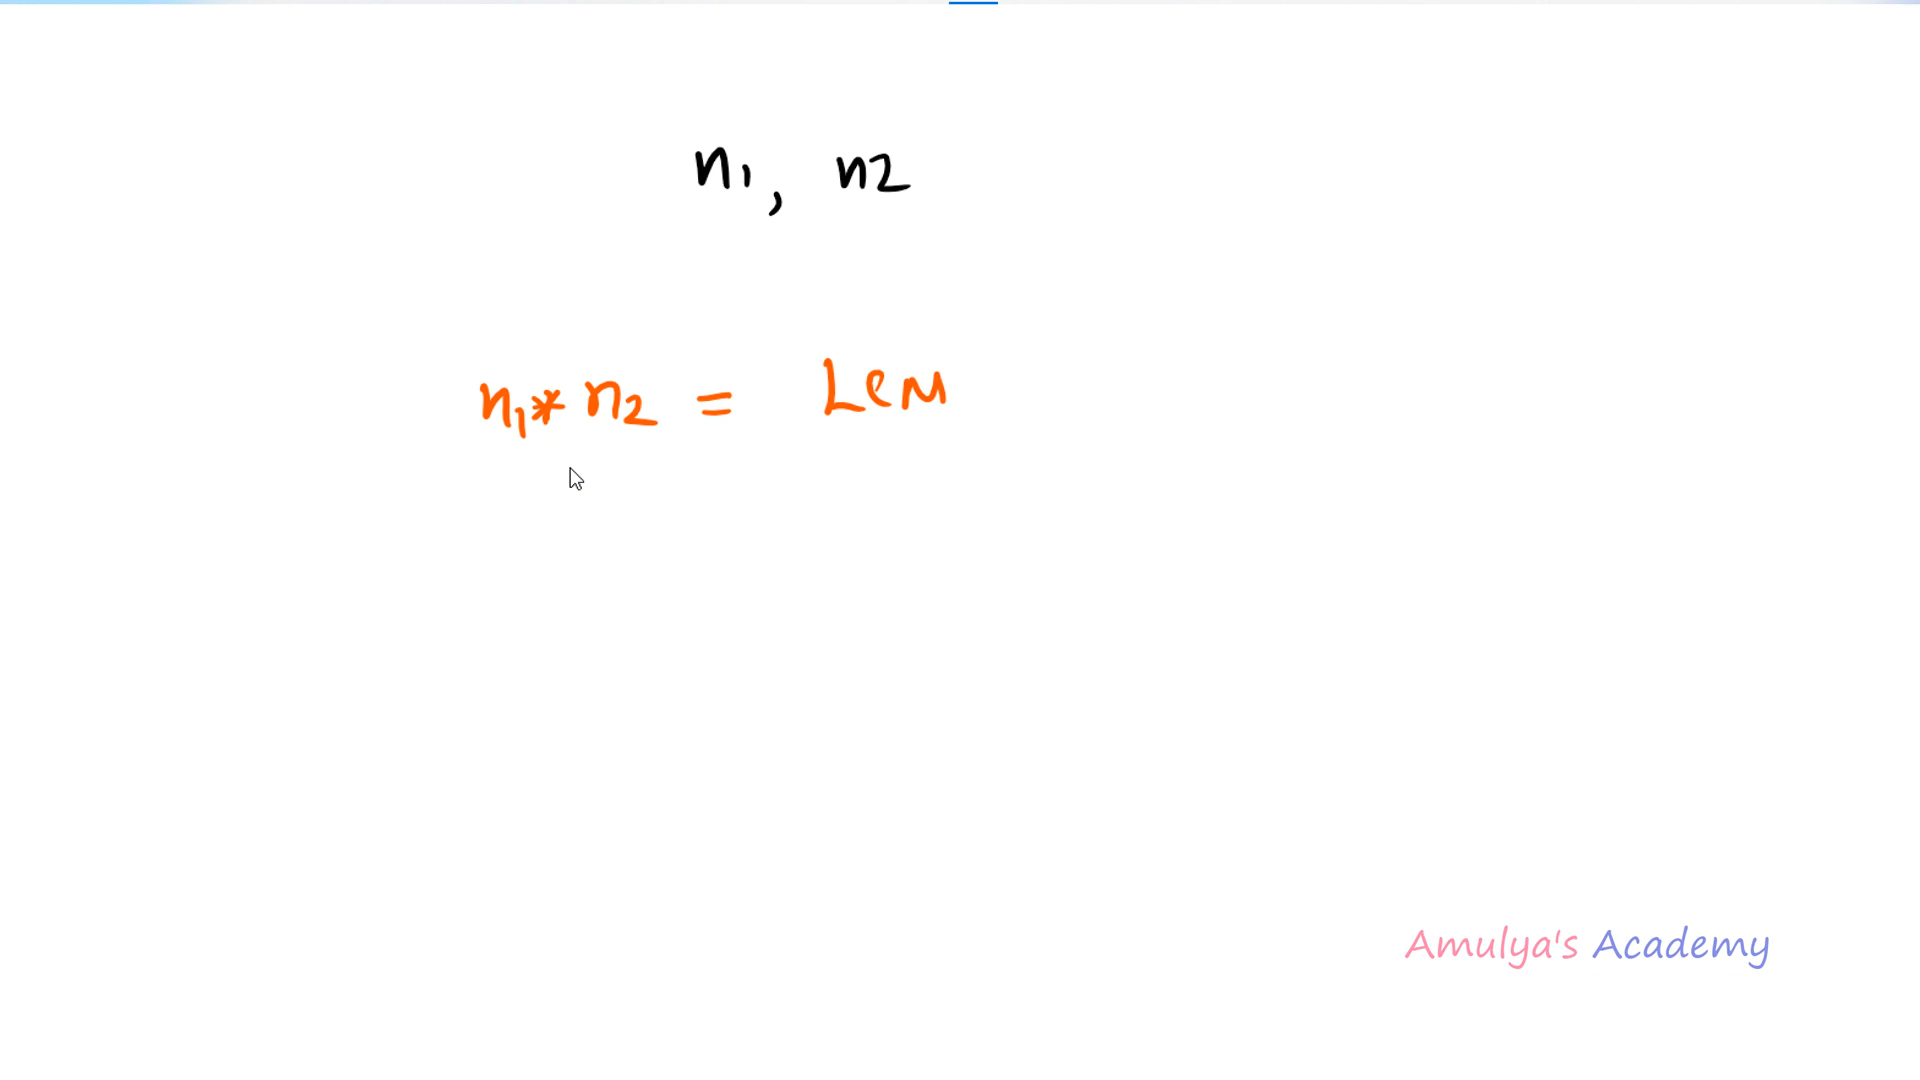 n1, n2
n1 * n2 = LCM
Amulya's Academy